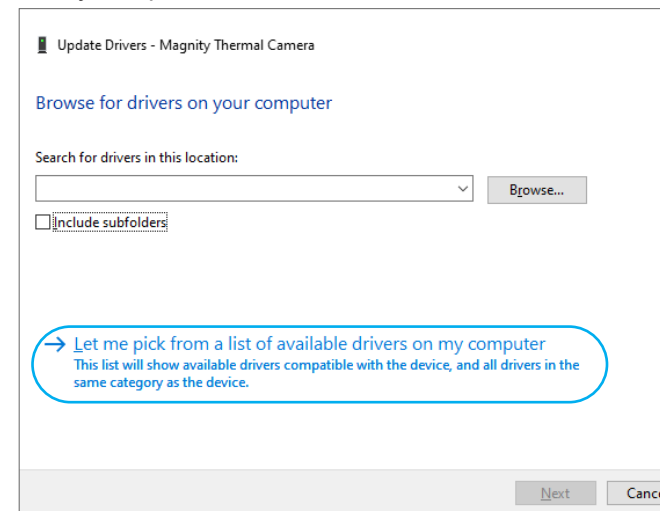 Update Drivers - Magnity Thermal Camera
Browse for drivers on your computer
Search for drivers in this location:
Browse...
Include subfolders
Let me pick from a list of available drivers on my computer
This list will show available drivers compatible with the device, and all drivers in the
same category as the device.
Next